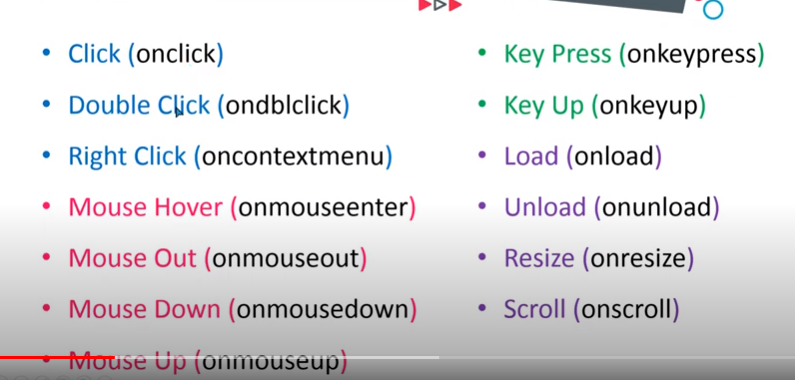 • Click (onclick)
• Double Click (ondblclick)
• Right Click (oncontextmenu)
• Mouse Hover (onmouseenter)
• Mouse Out (onmouseout)
• Mouse Down (onmousedown)
• Mouse Up (onmouseup)
• Key Press (onkeypress)
• Key Up (onkeyup)
• Load (onload)
• Unload (onunload)
• Resize (onresize)
• Scroll (onscroll)